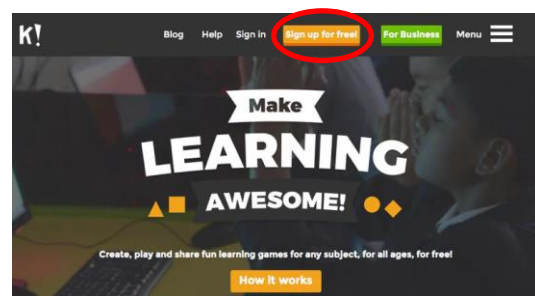 K!
Blog Help Sign in Sign up for free! For Business Menu
Make
LEARNING
AWESOME!
Create, play and share fun learning games for any subject, for all ages, for free!
How it works